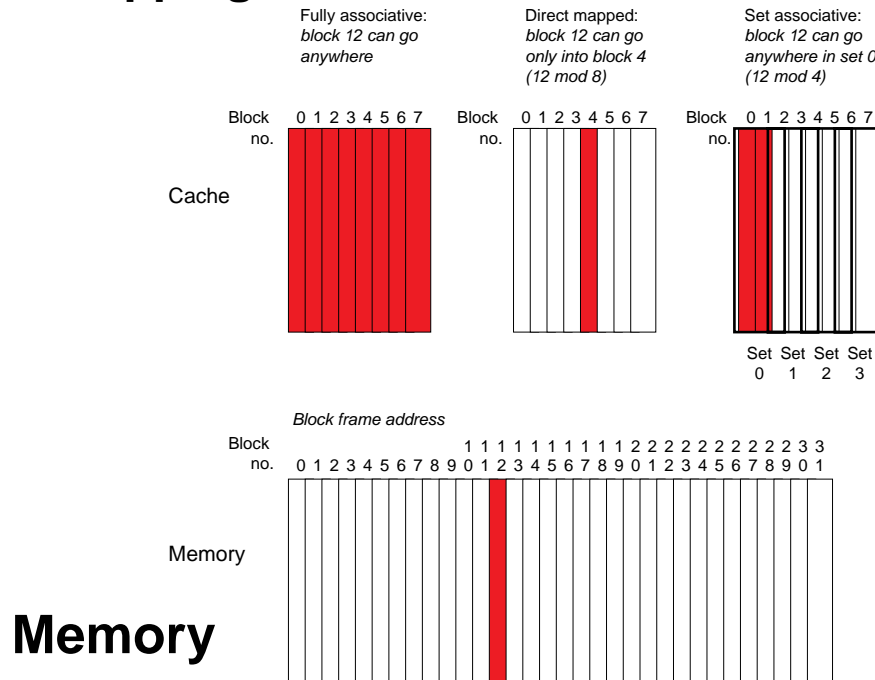 pping
Fully associative:
block 12 can go
anywhere
Direct mapped:
block 12 can go
only into block 4
(12 mod 8)
Set associative:
block 12 can go
anywhere in set 0
(12 mod 4)
Block
no.
0 1 2 3 4 5 6 7
Block
no.
0 1 2 3 4 5 6 7
Block
no.
0 1 2 3 4 5 6 7
Cache
Set Set Set Set
0 1 2 3
Block frame address
Block
no.
1 1 1 1 1 1 1 1 1 1 2 2 2 2 2 2 2 2 2 2 3 3
0 1 2 3 4 5 6 7 8 9 0 1 2 3 4 5 6 7 8 9 0 1 2 3 4 5 6 7 8 9 0 1
Memory
Memory